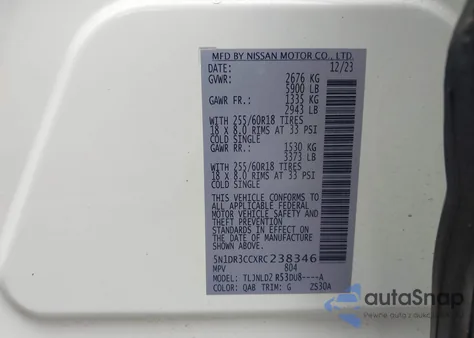 MFD BY NISSAN MOTOR CO., LTD.
DATE: 12/23
GVWR: 2676 KG
5900 LB
GAWR FR.: 1335 KG
2943 LB
WITH 255/60R18 TIRES
18 x 8.0 RIMS AT 33 PSI
COLD SINGLE
GAWR RR.: 1530 KG
3373 LB
WITH 255/60R18 TIRES
18 x 8.0 RIMS AT 33 PSI
COLD SINGLE
THIS VEHICLE CONFORMS TO
ALL APPLICABLE FEDERAL
MOTOR VEHICLE SAFETY AND
THEFT PREVENTION
STANDARDS IN EFFECT ON
THE DATE OF MANUFACTURE
SHOWN ABOVE.
5N1DR3CCXRC238346
MPV 804
MODEL: TLJNLDZ R53DU8----A
COLOR: QAB TRIM: G ZS30A
autaSnap